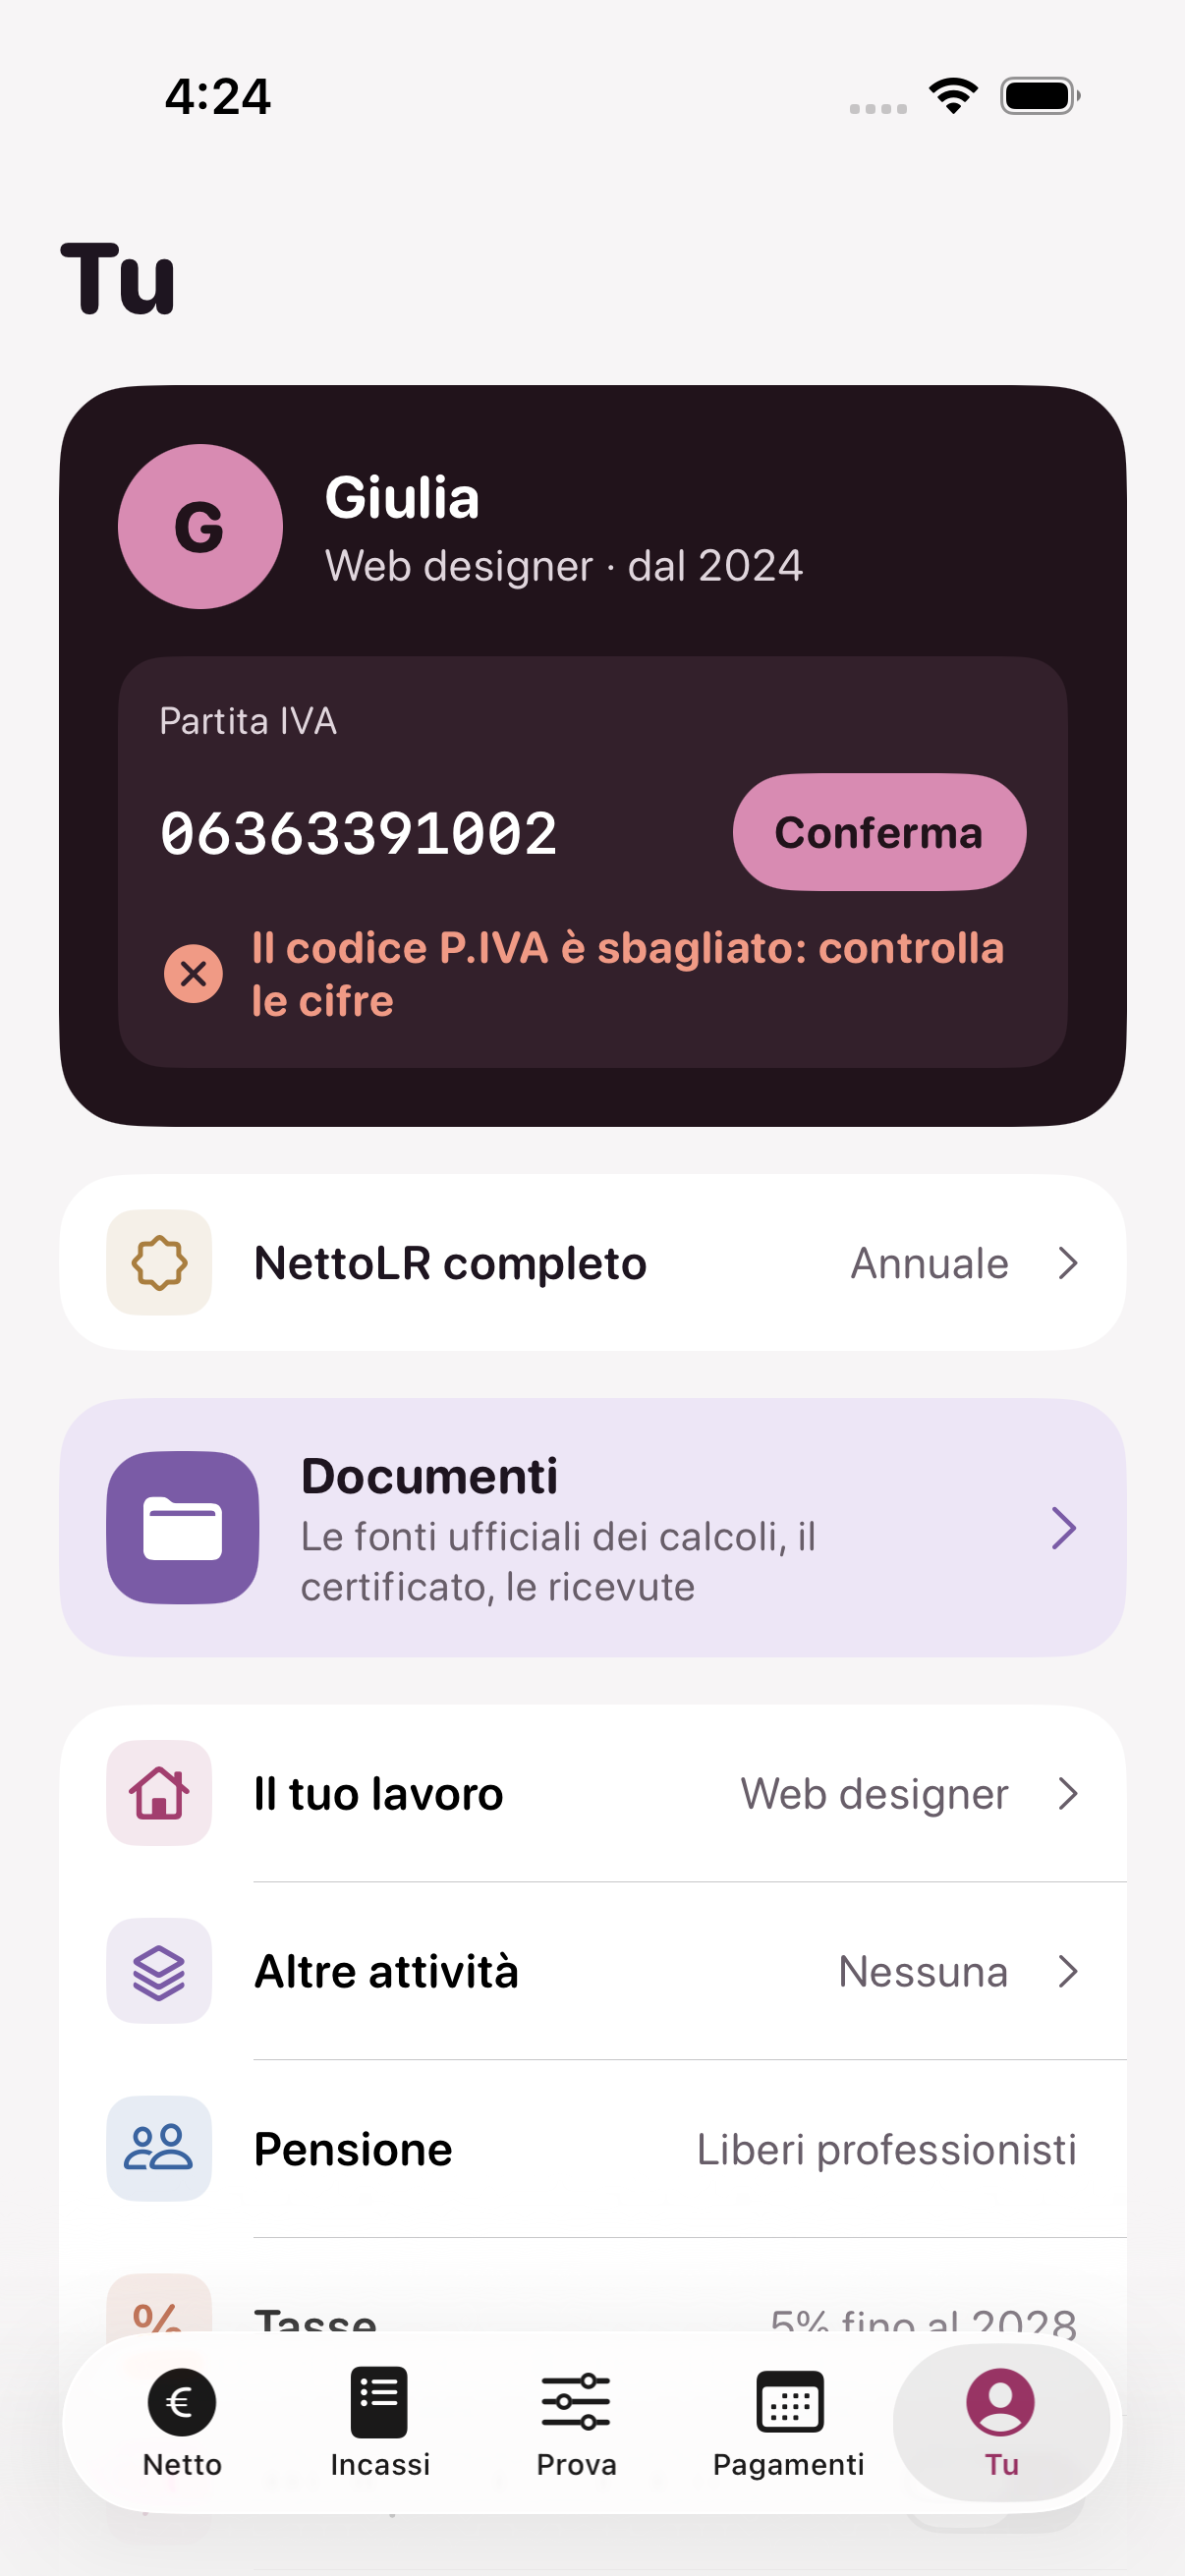 4:24
Tu
G
Giulia
Web designer · dal 2024
Partita IVA
06363391002
Conferma
Il codice P.IVA è sbagliato: controlla
le cifre
NettoLR completo
Annuale
Documenti
Le fonti ufficiali dei calcoli, il
certificato, le ricevute
Il tuo lavoro
Web designer
Altre attività
Nessuna
Pensione
Liberi professionisti
%
Tasse
5% fino al 2028
€
Netto
Incassi
Prova
Pagamenti
Tu